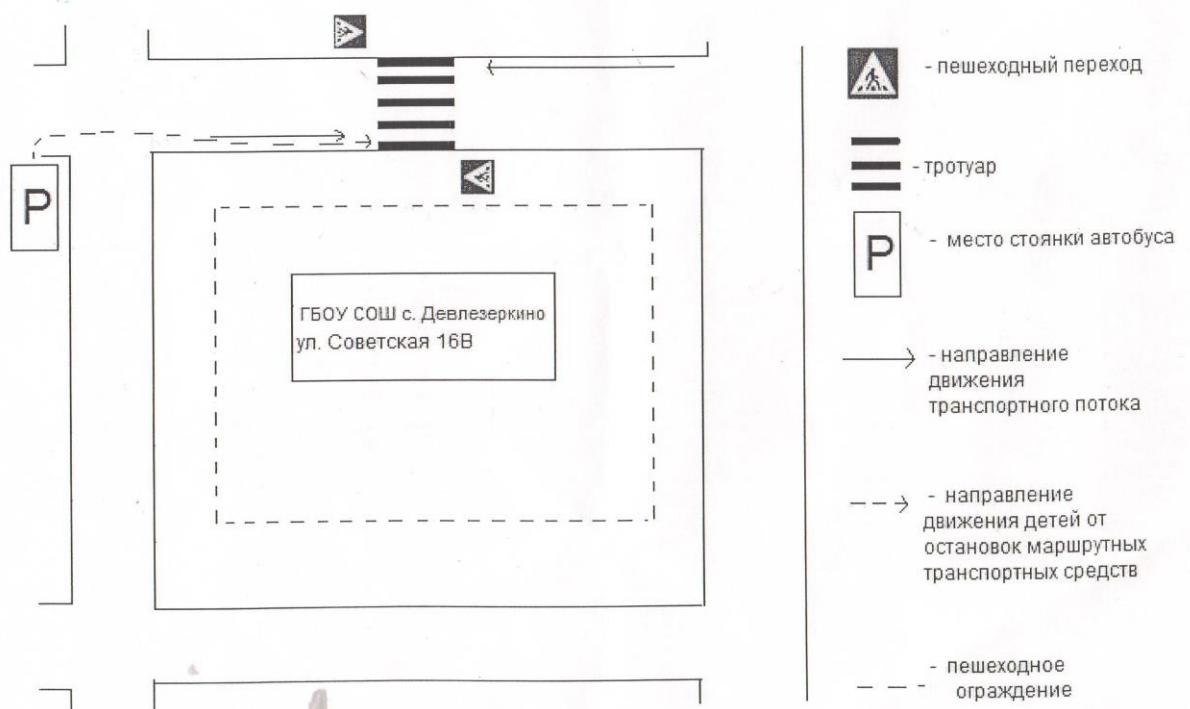 P
ГБОУ СОШ с. Девлезеркино
ул. Советская 16В
- пешеходный переход
- тротуар
P
- место стоянки автобуса
- направление
движения
транспортного потока
- направление
движения детей от
остановок маршрутных
транспортных средств
- пешеходное
ограждение